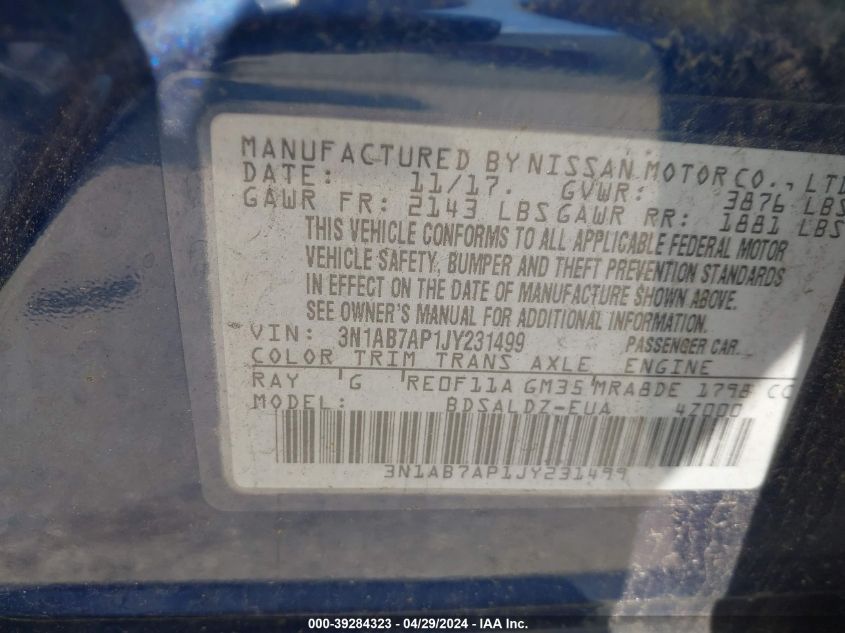 MANUFACTURED BY NISSAN MOTOR CO., LTD
DATE: 11/17. GVWR: 3876 LBS
GAWR FR: 2143 LBS GAWR RR: 1881 LBS
THIS VEHICLE CONFORMS TO ALL APPLICABLE FEDERAL MOTOR
VEHICLE SAFETY, BUMPER AND THEFT PREVENTION STANDARDS
IN EFFECT ON THE DATE OF MANUFACTURE SHOWN ABOVE.
SEE OWNER'S MANUAL FOR ADDITIONAL INFORMATION.
VIN: 3N1AB7AP1JY231499 PASSENGER CAR
COLOR TRIM TRANS AXLE ENGINE
RAY G RE0F11A GM35 MRA8DE 1798 CC
MODEL: BDSALDZ-EUA 4Z000
3N1AB7AP1JY231499
000-39284323 - 04/29/2024 - IAA Inc.